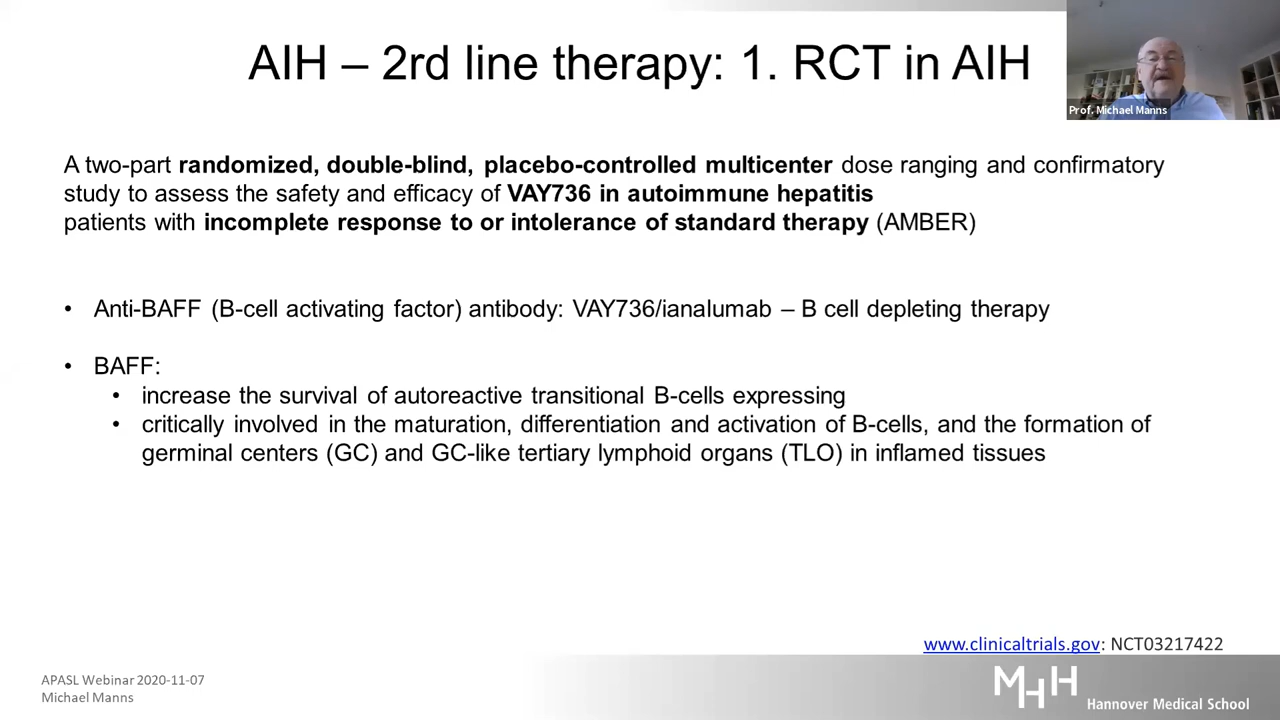 AIH – 2rd line therapy: 1. RCT in AIH
Prof. Michael Manns
A two-part randomized, double-blind, placebo-controlled multicenter dose ranging and confirmatory
study to assess the safety and efficacy of VAY736 in autoimmune hepatitis
patients with incomplete response to or intolerance of standard therapy (AMBER)
• Anti-BAFF (B-cell activating factor) antibody: VAY736/ianalumab – B cell depleting therapy
• BAFF:
• increase the survival of autoreactive transitional B-cells expressing
• critically involved in the maturation, differentiation and activation of B-cells, and the formation of
germinal centers (GC) and GC-like tertiary lymphoid organs (TLO) in inflamed tissues
www.clinicaltrials.gov: NCT03217422
APASL Webinar 2020-11-07
Michael Manns
MHH
Hannover Medical School